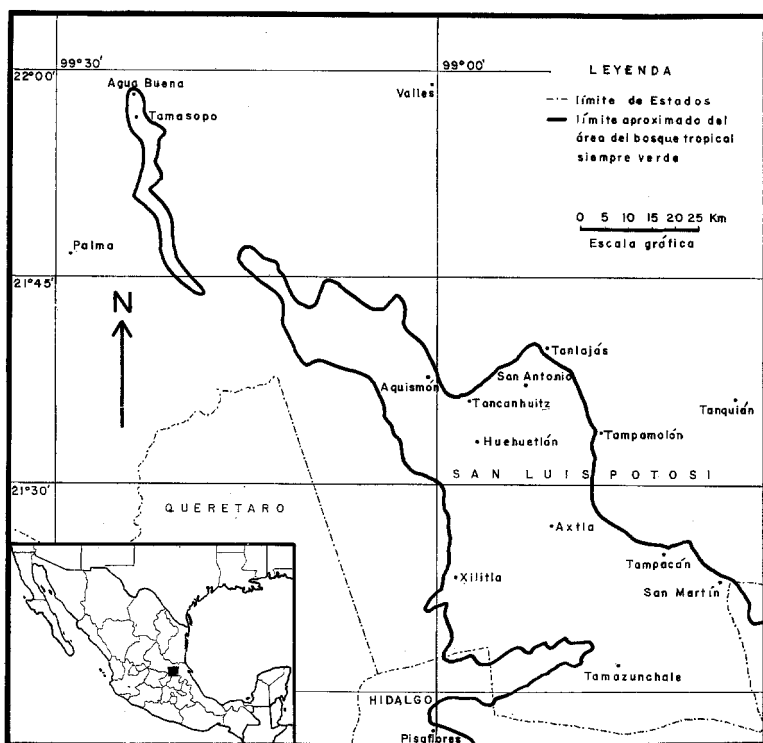 99°30'
99°00'
22°00'
Agua Buena
Tamasopo
Valles
LEYENDA
límite de Estados
límite aproximado del
área del bosque tropical
siempre verde
0 5 10 15 20 25 Km
Escala gráfica
Palma
21°45'
N
Tanlajás
San Antonio
Aquismón
Tancanhuitz
Tanquián
Huehuetlán
Tampamolón
SAN LUIS POTOSI
21°30'
QUERETARO
Axtla
Tampacán
Xilitla
San Martín
Tamazunchale
HIDALGO
Pisaflores